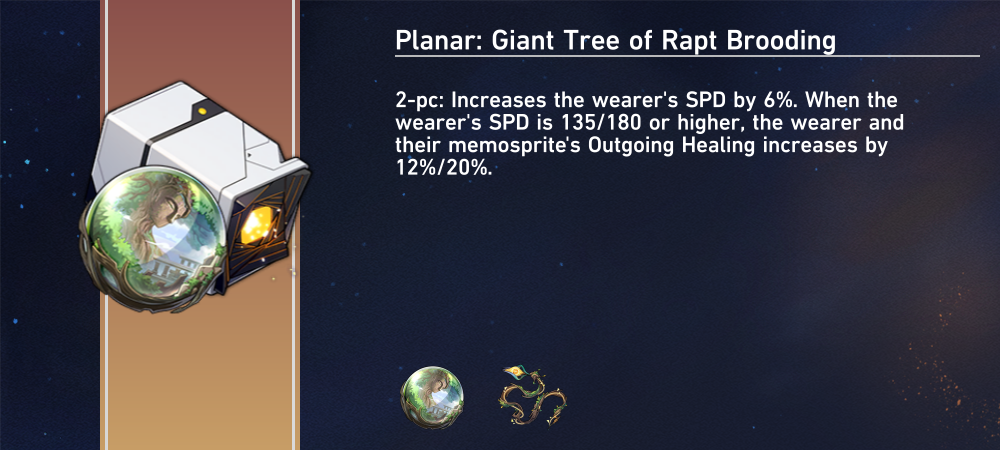 Planar: Giant Tree of Rapt Brooding
2-pc: Increases the wearer's SPD by 6%. When the
wearer's SPD is 135/180 or higher, the wearer and
their memosprite's Outgoing Healing increases by
12%/20%.